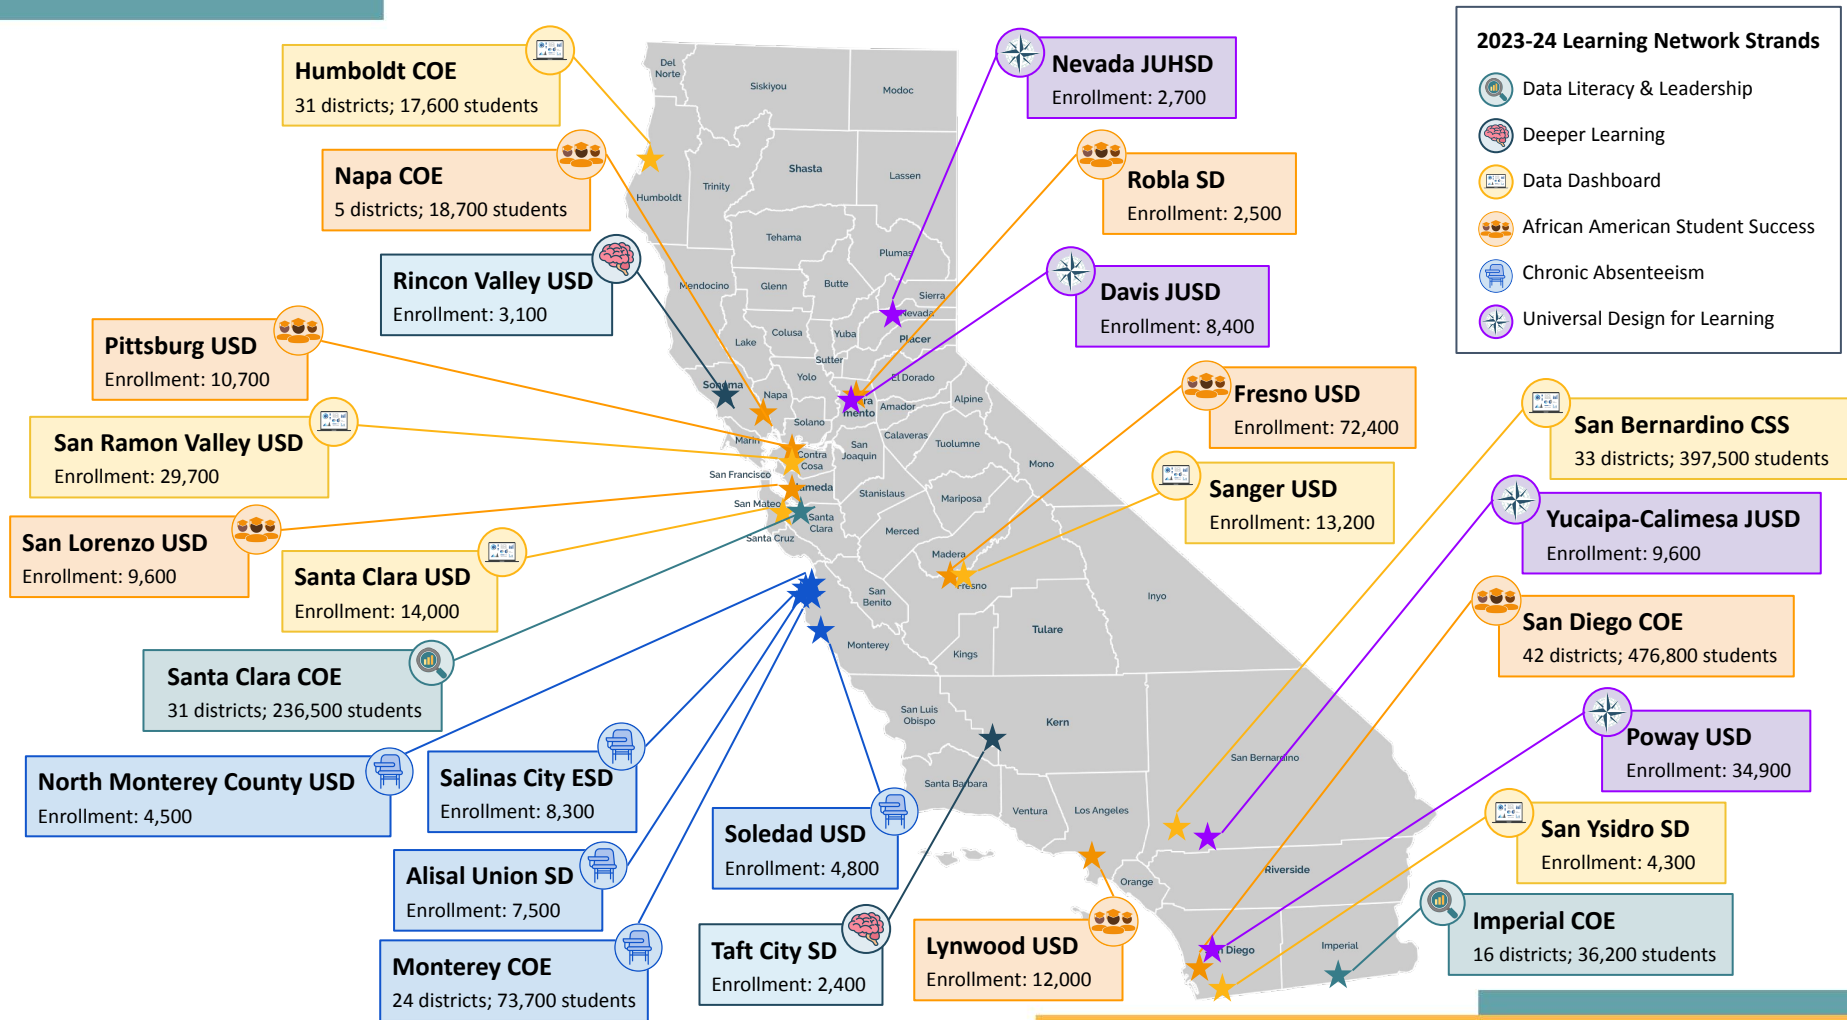 2023-24 Learning Network Strands
Data Literacy & Leadership
Deeper Learning
Data Dashboard
African American Student Success
Chronic Absenteeism
Universal Design for Learning
Humboldt COE
31 districts; 17,600 students
Napa COE
5 districts; 18,700 students
Rincon Valley USD
Enrollment: 3,100
Pittsburg USD
Enrollment: 10,700
San Ramon Valley USD
Enrollment: 29,700
San Lorenzo USD
Enrollment: 9,600
Santa Clara USD
Enrollment: 14,000
Santa Clara COE
31 districts; 236,500 students
North Monterey County USD
Enrollment: 4,500
Salinas City ESD
Enrollment: 8,300
Alisal Union SD
Enrollment: 7,500
Monterey COE
24 districts; 73,700 students
Soledad USD
Enrollment: 4,800
Taft City SD
Enrollment: 2,400
Lynwood USD
Enrollment: 12,000
Nevada JUHSD
Enrollment: 2,700
Robla SD
Enrollment: 2,500
Davis JUSD
Enrollment: 8,400
Fresno USD
Enrollment: 72,400
Sanger USD
Enrollment: 13,200
San Bernardino CSS
33 districts; 397,500 students
Yucaipa-Calimesa JUSD
Enrollment: 9,600
San Diego COE
42 districts; 476,800 students
Poway USD
Enrollment: 34,900
San Ysidro SD
Enrollment: 4,300
Imperial COE
16 districts; 36,200 students
Del
Norte
Siskiyou
Modoc
Humboldt
Trinity
Shasta
Lassen
Tehama
Plumas
Mendocino
Glenn
Butte
Sierra
Nevada
Lake
Colusa
Yuba
Placer
Sutter
Sonoma
Napa
Yolo
El Dorado
Amador
Alpine
Solano
Marin
Contra
Cosa
San
Joaquin
Calaveras
Tuolumne
Mono
San Francisco
San Mateo
Santa
Clara
Santa Cruz
Stanislaus
Mariposa
Merced
Madera
Fresno
San
Benito
Monterey
Kings
Tulare
Inyo
San Luis
Obispo
Kern
Santa Barbara
Ventura
Los Angeles
San Bernardino
Orange
Riverside
Diego
Imperial